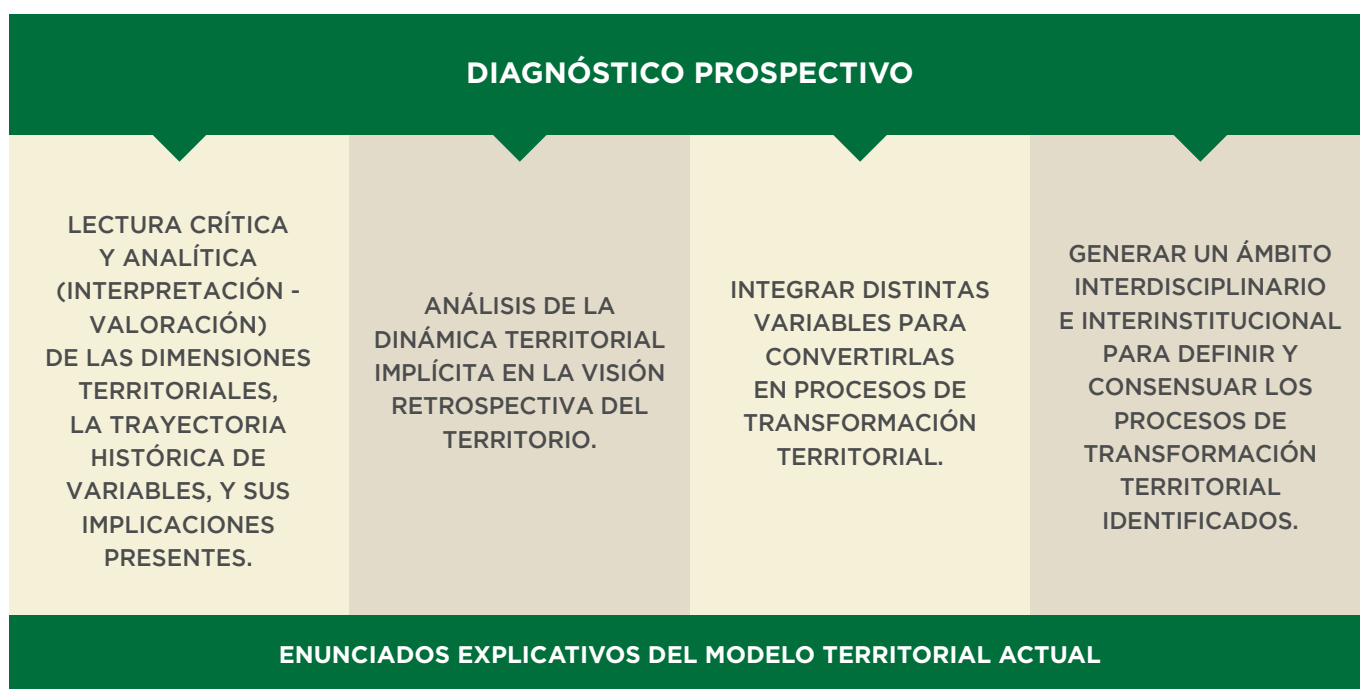 DIAGNÓSTICO PROSPECTIVO
LECTURA CRÍTICA
Y ANALÍTICA
(INTERPRETACIÓN -
VALORACIÓN)
DE LAS DIMENSIONES
TERRITORIALES,
LA TRAYECTORIA
HISTÓRICA DE
VARIABLES, Y SUS
IMPLICACIONES
PRESENTES.
ANÁLISIS DE LA
DINÁMICA TERRITORIAL
IMPLÍCITA EN LA VISIÓN
RETROSPECTIVA DEL
TERRITORIO.
INTEGRAR DISTINTAS
VARIABLES PARA
CONVERTIRLAS
EN PROCESOS DE
TRANSFORMACIÓN
TERRITORIAL.
GENERAR UN ÁMBITO
INTERDISCIPLINARIO
E INTERINSTITUCIONAL
PARA DEFINIR Y
CONSENSUAR LOS
PROCESOS DE
TRANSFORMACIÓN
TERRITORIAL
IDENTIFICADOS.
ENUNCIADOS EXPLICATIVOS DEL MODELO TERRITORIAL ACTUAL